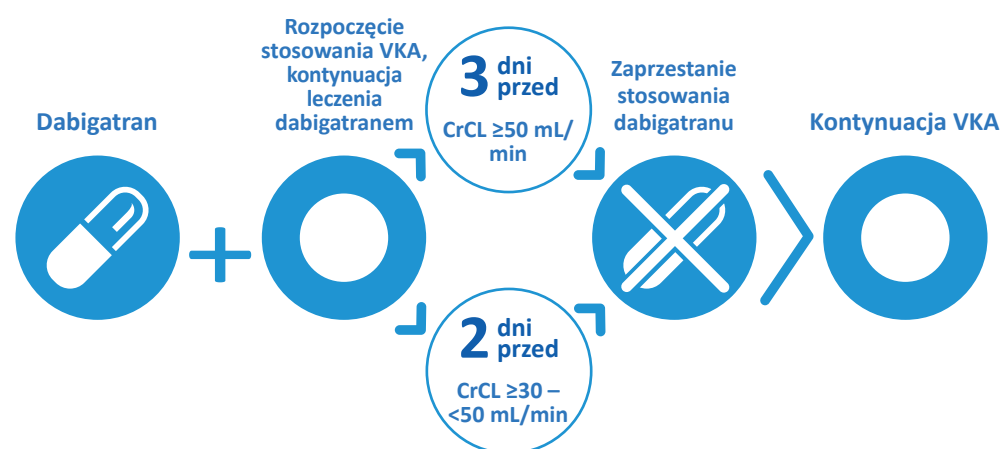 Dabigatran
Rozpoczęcie
stosowania VKA,
kontynuacja
leczenia
dabigatranem
3 dni
przed
CrCL ≥50 mL/
min
2 dni
przed
CrCL ≥30 –
<50 mL/min
Zaprzestanie
stosowania
dabigatranu
Kontynuacja VKA